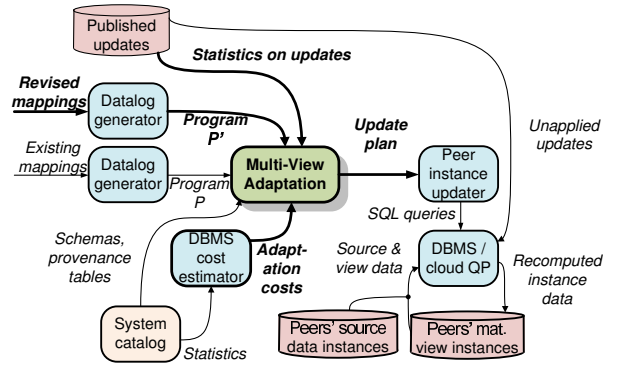 Published
updates
Statistics on updates
Revised
mappings
Datalog
generator
Program
P'
Update
plan
Unapplied
updates
Existing
mappings
Datalog
generator
Program
P
Multi-View
Adaptation
Peer
instance
updater
SQL queries
Schemas,
provenance
tables
DBMS
cost
estimator
Adapt-
ation
costs
Source &
view data
DBMS /
cloud QP
Recomputed
instance
data
System
catalog
Statistics
Peers' source
data instances
Peers' mat.
view instances